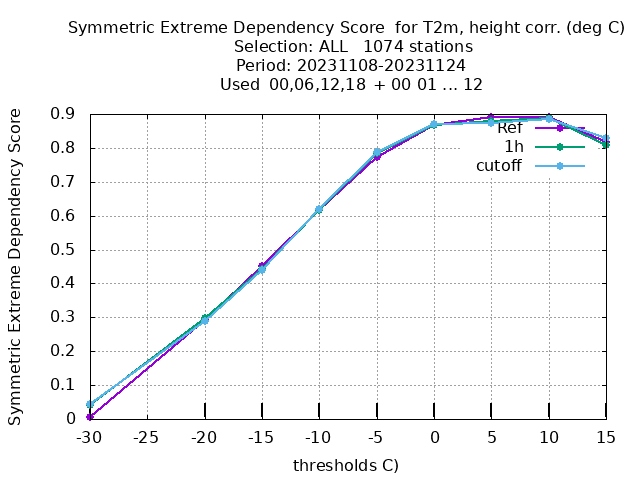 Symmetric Extreme Dependency Score  for T2m, height corr. (deg C)
Selection: ALL   1074 stations
Period: 20231108-20231124
Used  00,06,12,18  + 00 01 ... 12
Symmetric Extreme Dependency Score
0.9
0.8
0.7
0.6
0.5
0.4
0.3
0.2
0.1
0
Ref
1h
cutoff
-30 -25 -20 -15 -10 -5 0 5 10 15
thresholds C)